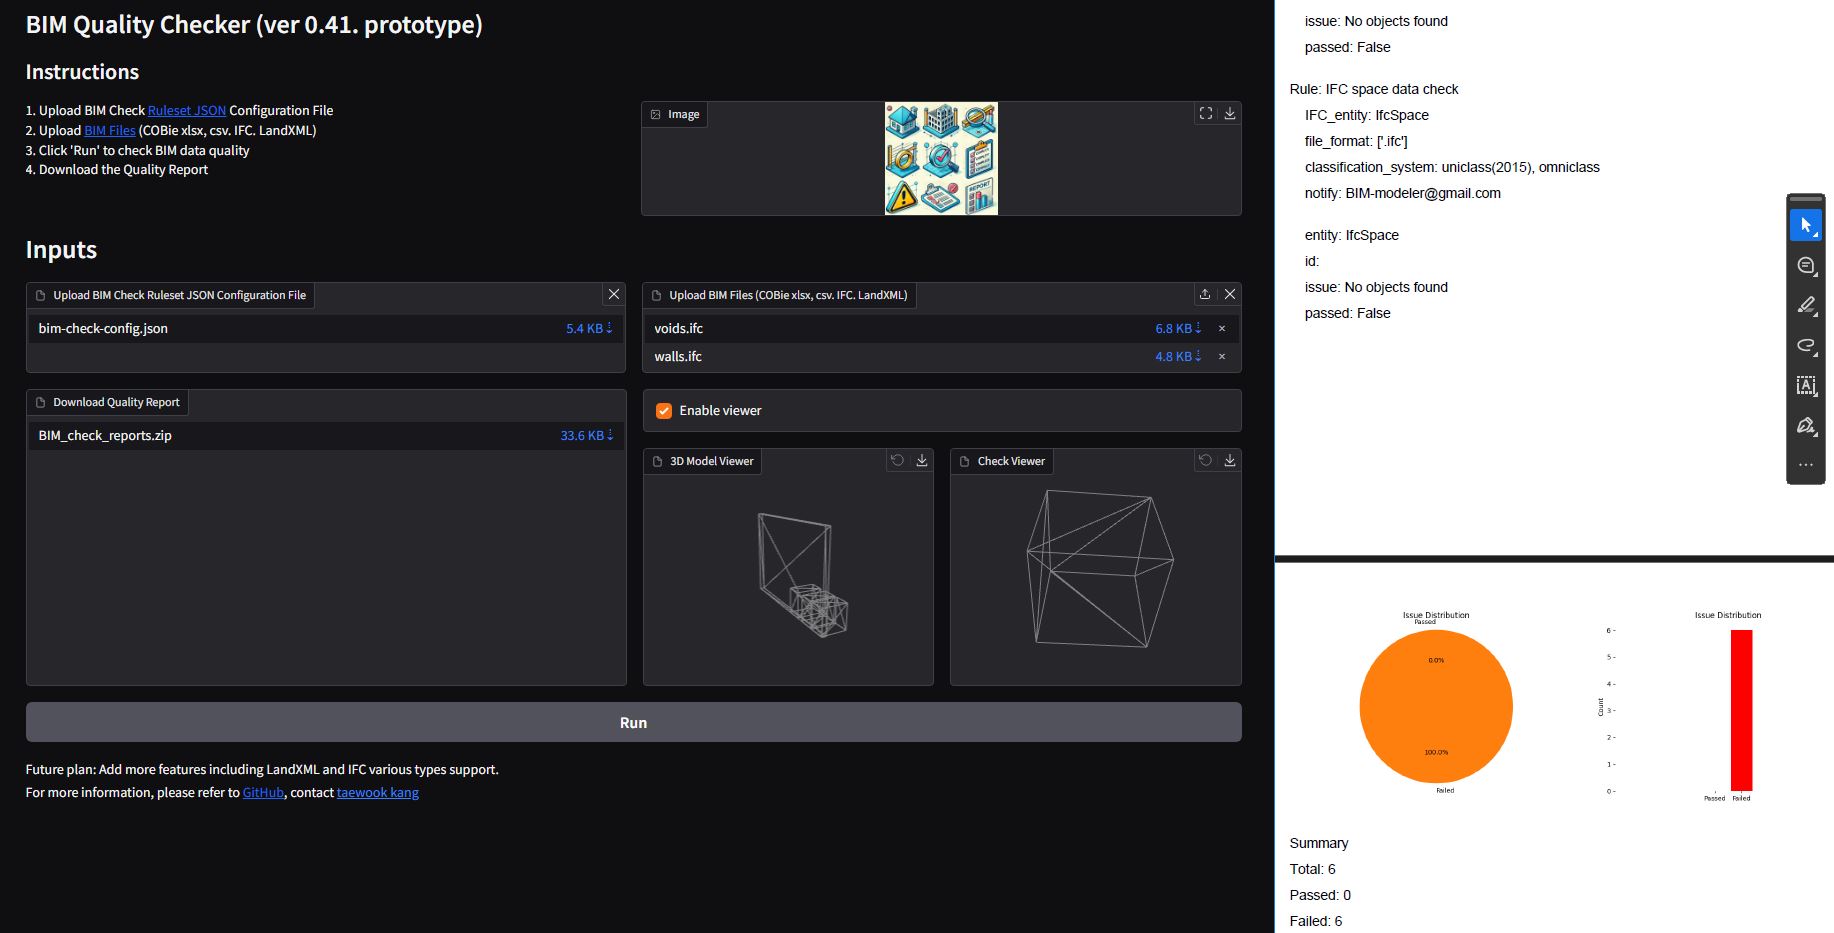 BIM Quality Checker (ver 0.41. prototype)
Instructions
1. Upload BIM Check Ruleset JSON Configuration File
2. Upload BIM Files (COBie xlsx, csv. IFC. LandXML)
3. Click 'Run' to check BIM data quality
4. Download the Quality Report
Image
REPORT
Inputs
Upload BIM Check Ruleset JSON Configuration File
bim-check-config.json 5.4 KB
Upload BIM Files (COBie xlsx, csv. IFC. LandXML)
voids.ifc 6.8 KB
walls.ifc 4.8 KB
Download Quality Report
BIM_check_reports.zip 33.6 KB
Enable viewer
3D Model Viewer
Check Viewer
Run
Future plan: Add more features including LandXML and IFC various types support.
For more information, please refer to GitHub, contact taewook kang
issue: No objects found
passed: False
Rule: IFC space data check
IFC_entity: IfcSpace
file_format: ['.ifc']
classification_system: uniclass(2015), omniclass
notify: BIM-modeler@gmail.com
entity: IfcSpace
id:
issue: No objects found
passed: False
Issue Distribution
Passed
0.0%
100.0%
Failed
Issue Distribution
Count
6
5
4
3
2
1
0
Passed Failed
Summary
Total: 6
Passed: 0
Failed: 6